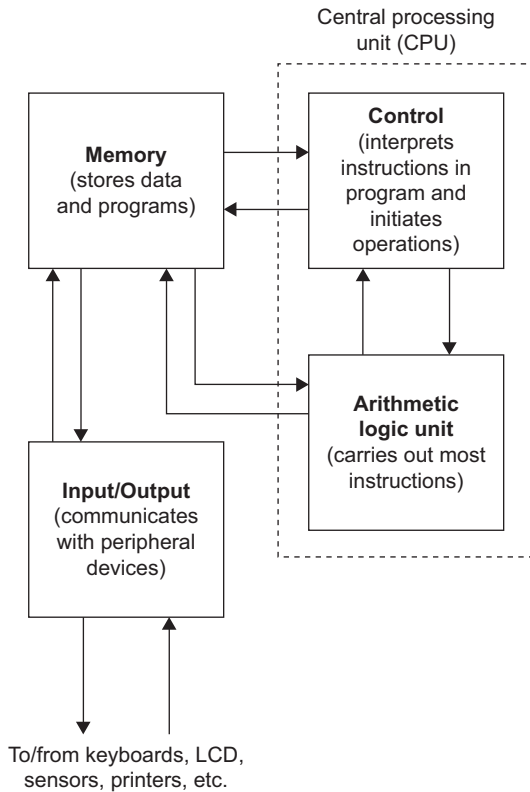 Central processing
unit (CPU)
Memory
(stores data
and programs)
Control
(interprets
instructions in
program and
initiates
operations)
Arithmetic
logic unit
(carries out most
instructions)
Input/Output
(communicates
with peripheral
devices)
To/from keyboards, LCD,
sensors, printers, etc.